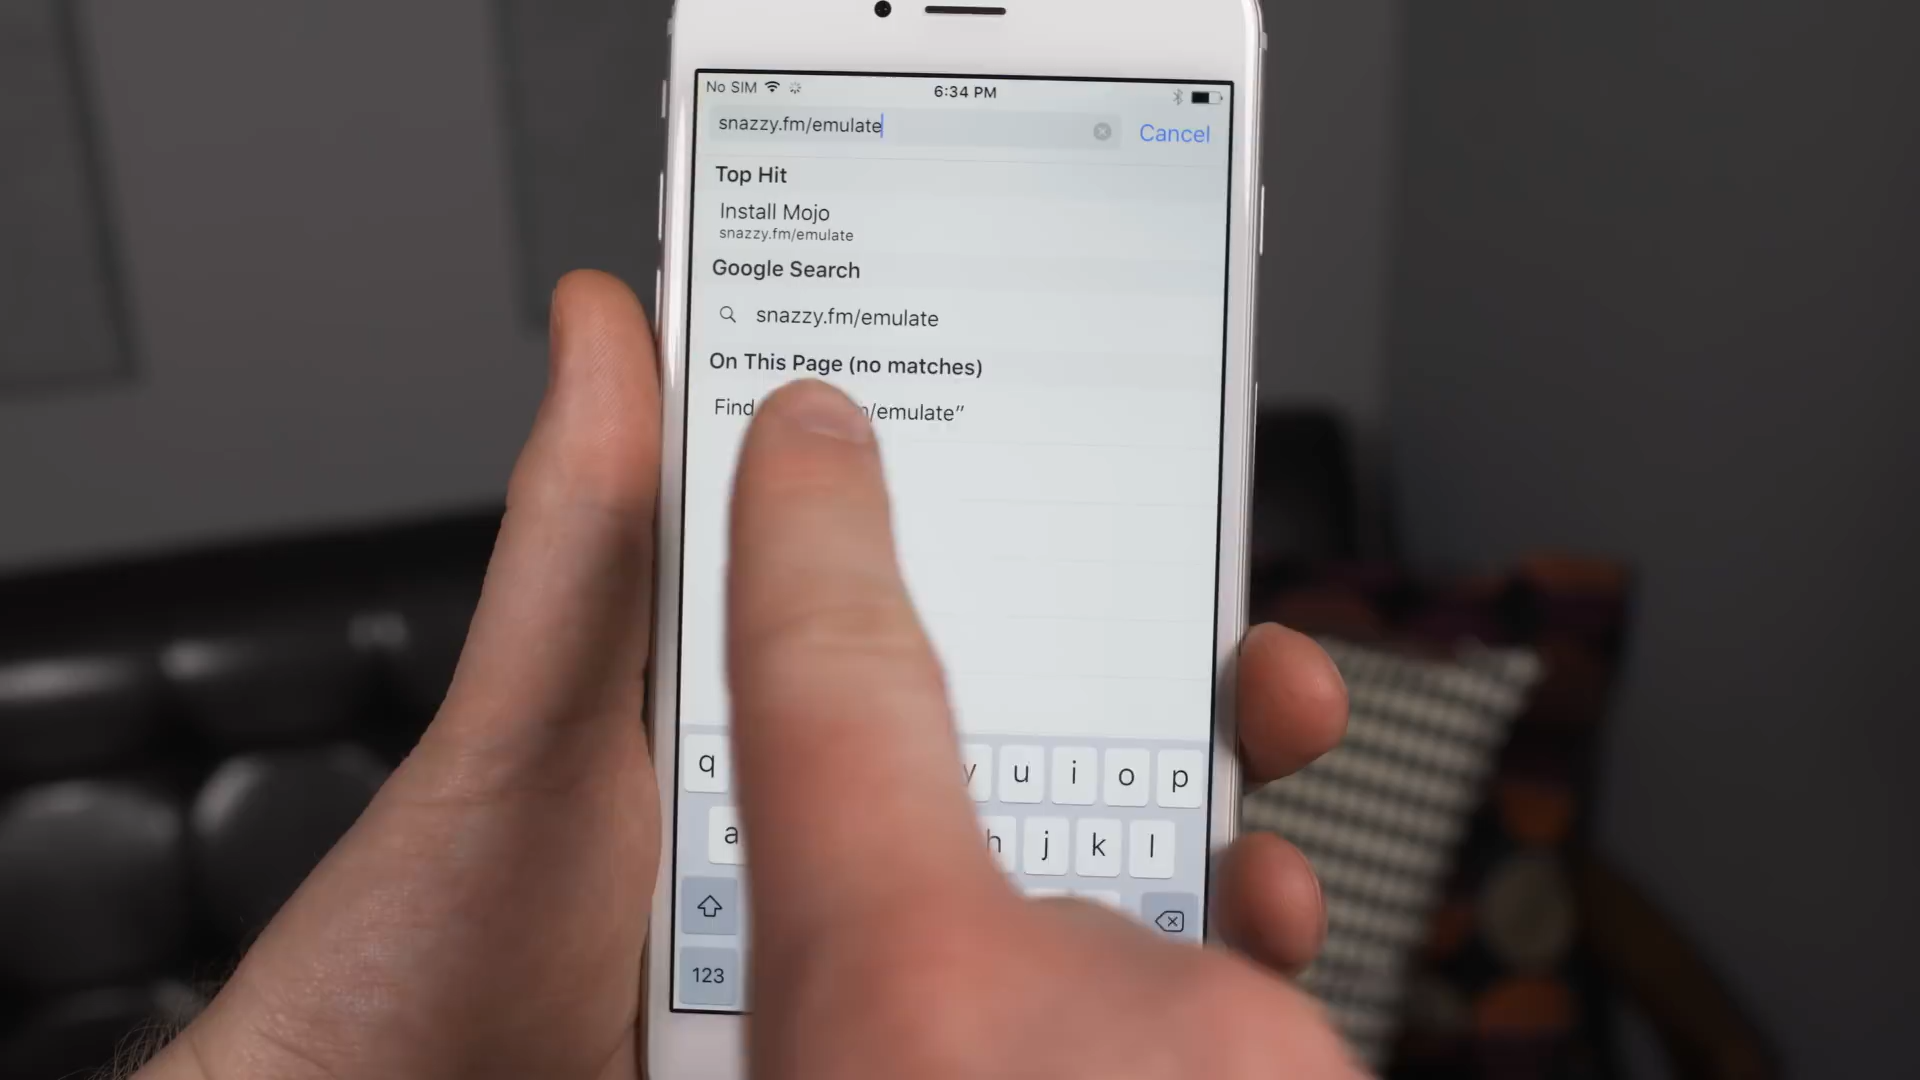 No SIM 6:34 PM
snazzy.fm/emulate Cancel
Top Hit
Install Mojo
snazzy.fm/emulate
Google Search
snazzy.fm/emulate
On This Page (no matches)
Find /emulate”
q y u i o p
a h j k l
123